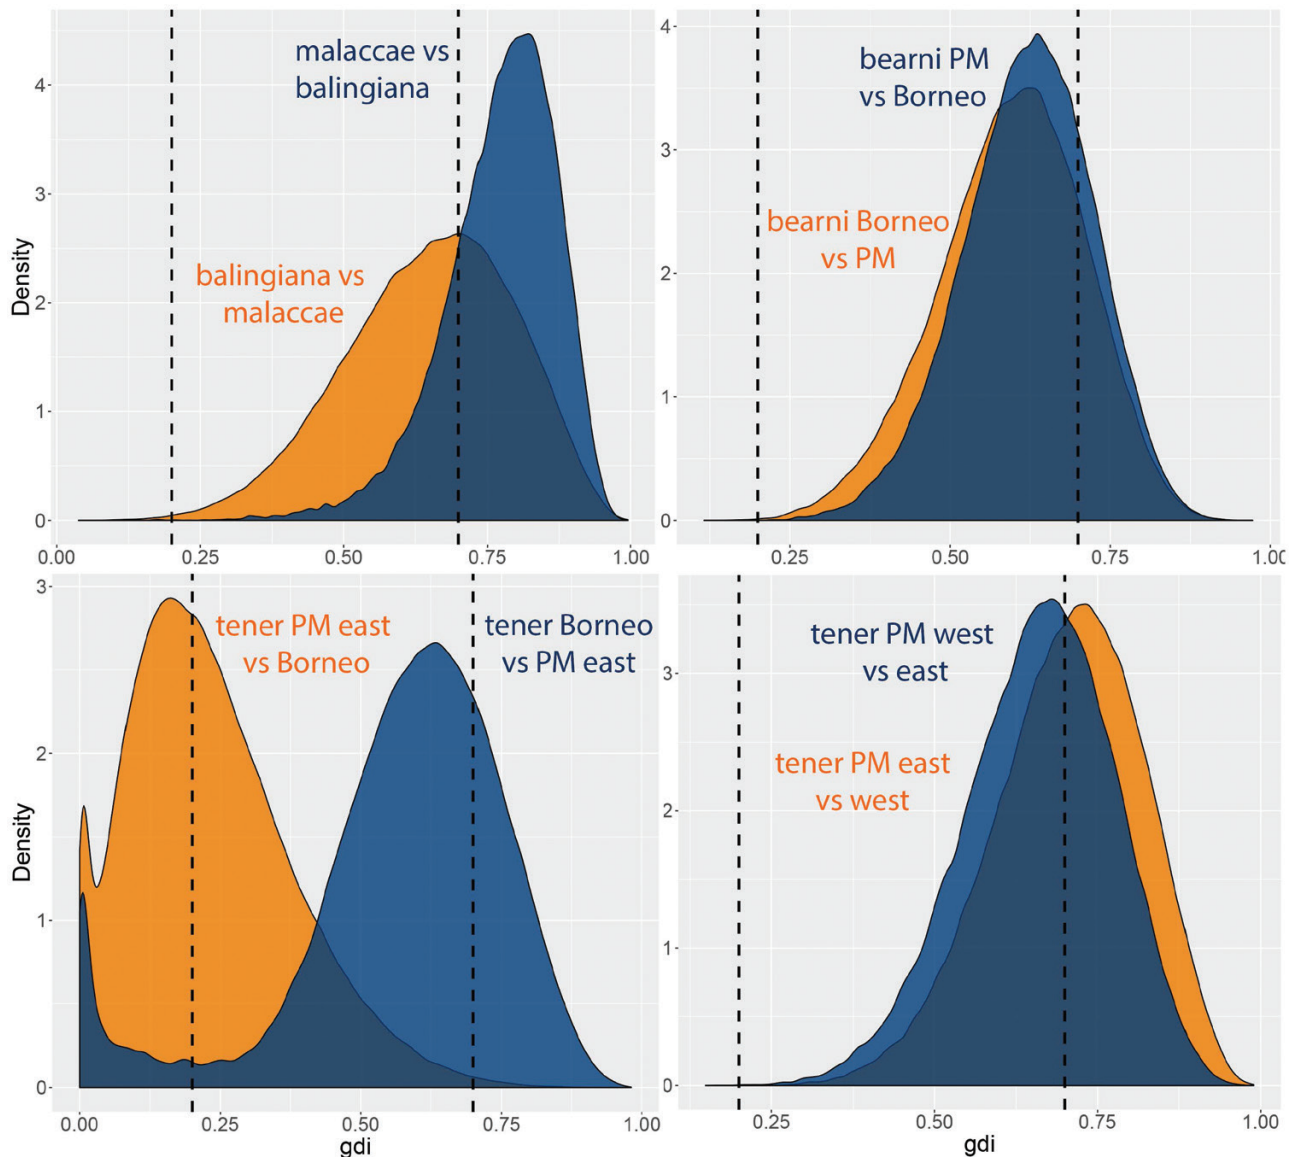 malaccae vs
balingiana
balingiana vs
malaccae
Density
4
3
2
1
0
0.00 0.25 0.50 0.75 1.00
bearni PM
vs Borneo
bearni Borneo
vs PM
4
3
2
1
0
0.25 0.50 0.75 1.00
tener PM east
vs Borneo
tener Borneo
vs PM east
Density
3
2
1
0
0.00 0.25 0.50 0.75 1.00
gdi
tener PM west
vs east
tener PM east
vs west
3
2
1
0
0.25 0.50 0.75 1.00
gdi